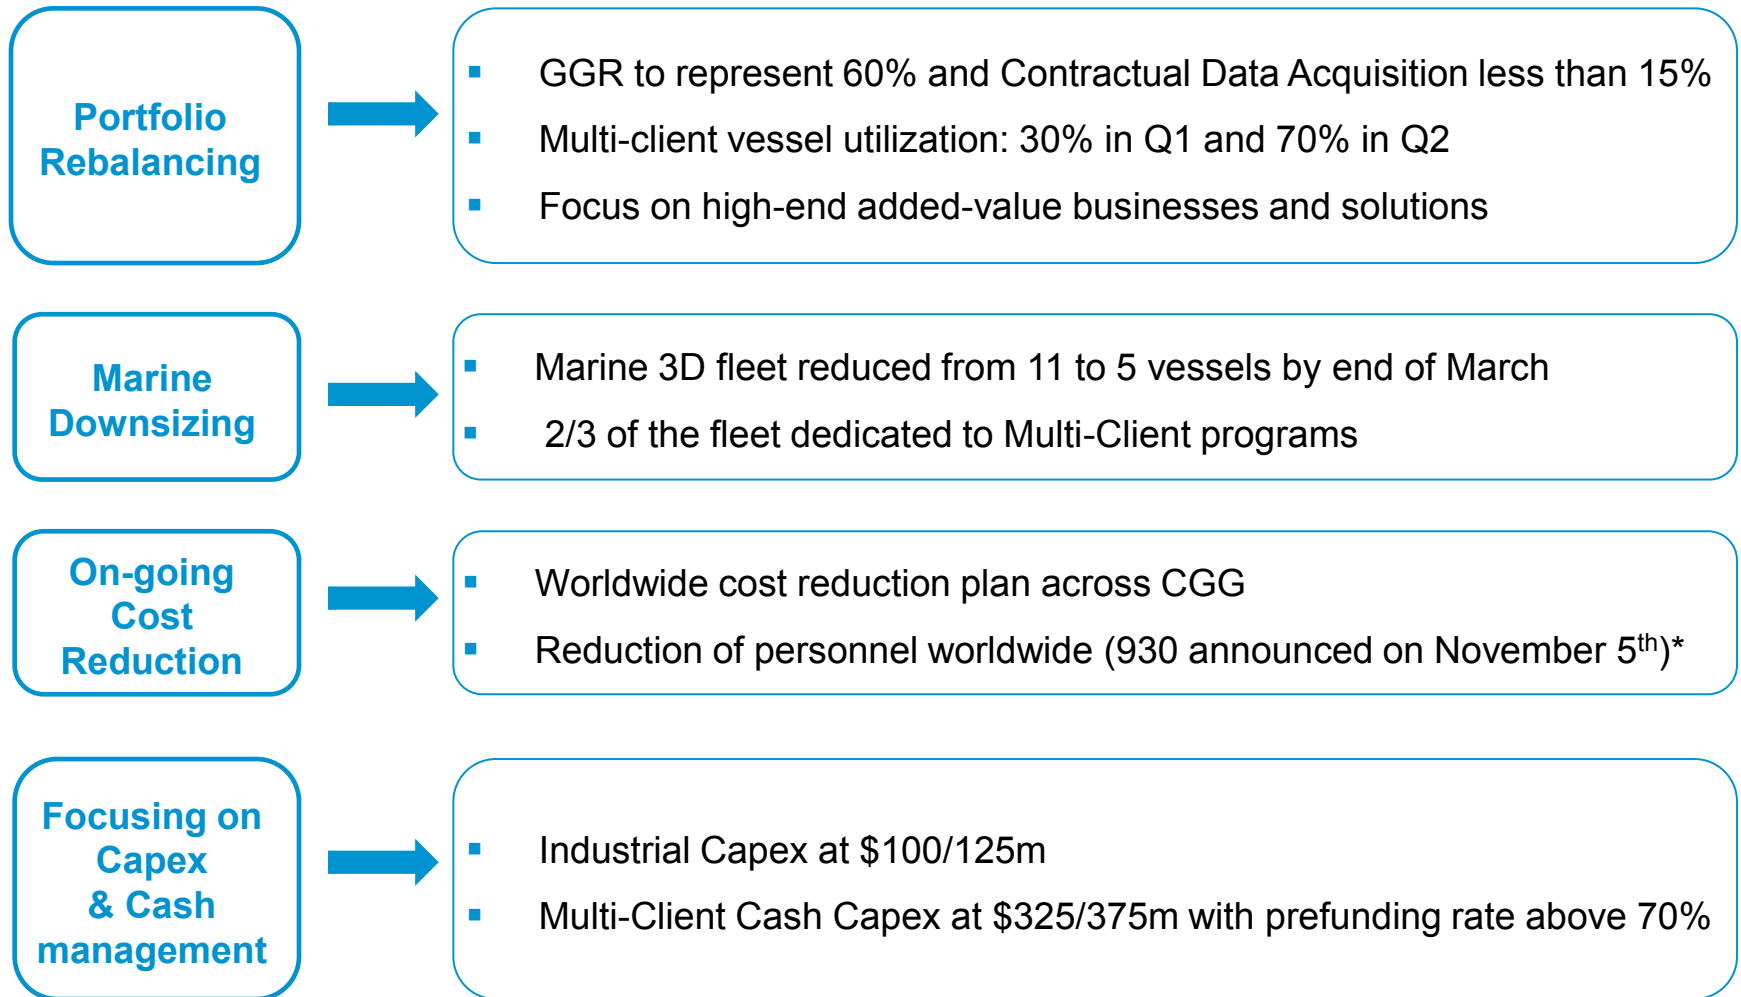 Portfolio
Rebalancing
▪ GGR to represent 60% and Contractual Data Acquisition less than 15%
▪ Multi-client vessel utilization: 30% in Q1 and 70% in Q2
▪ Focus on high-end added-value businesses and solutions
Marine
Downsizing
▪ Marine 3D fleet reduced from 11 to 5 vessels by end of March
▪ 2/3 of the fleet dedicated to Multi-Client programs
On-going
Cost
Reduction
▪ Worldwide cost reduction plan across CGG
▪ Reduction of personnel worldwide (930 announced on November 5th)*
Focusing on
Capex
& Cash
management
▪ Industrial Capex at $100/125m
▪ Multi-Client Cash Capex at $325/375m with prefunding rate above 70%